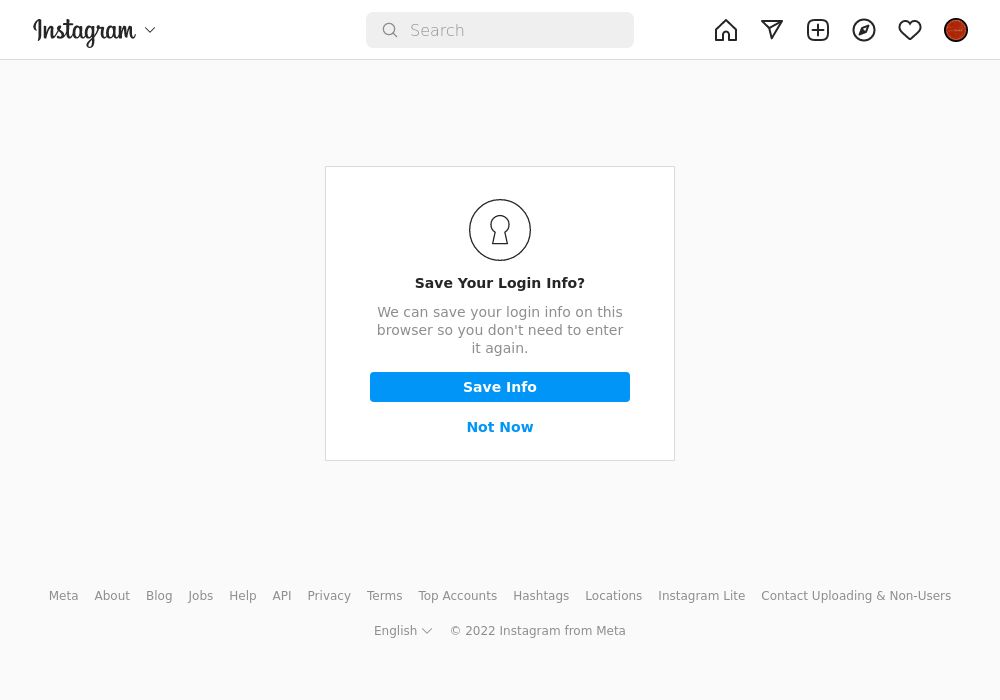 Instagram
Search
Save Your Login Info?
We can save your login info on this
browser so you don't need to enter
it again.
Save Info
Not Now
Meta About Blog Jobs Help API Privacy Terms Top Accounts Hashtags Locations Instagram Lite Contact Uploading & Non-Users
English © 2022 Instagram from Meta